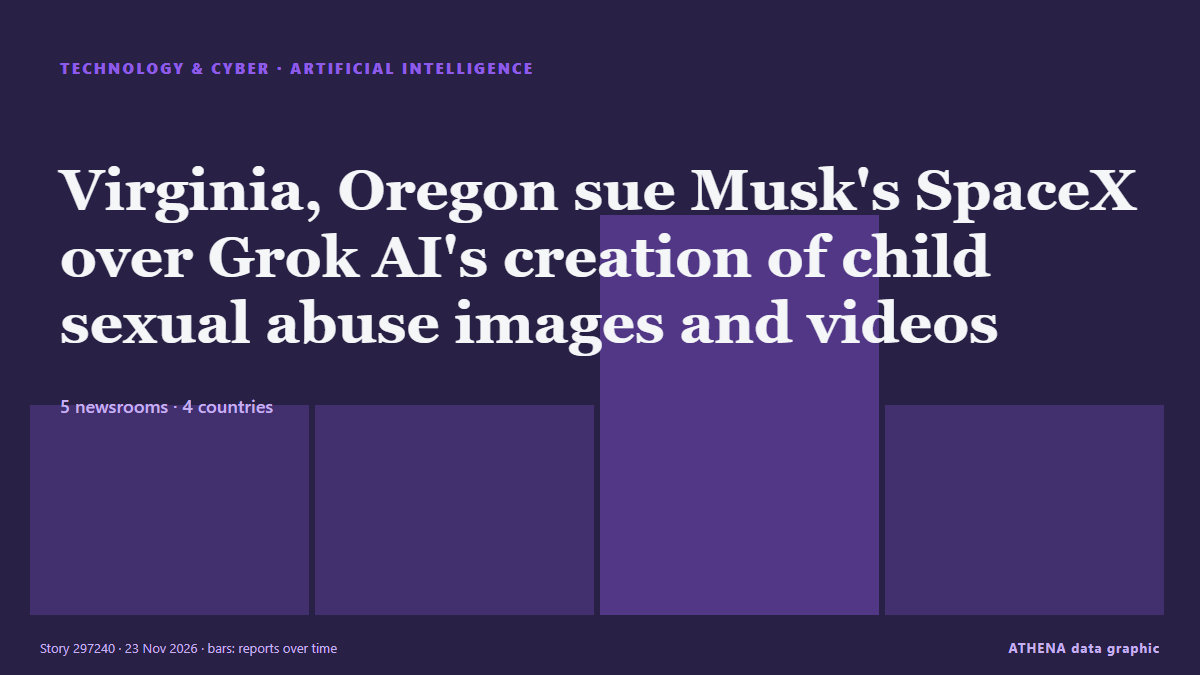 TECHNOLOGY & CYBER · ARTIFICIAL INTELLIGENCE
Virginia, Oregon sue Musk's SpaceX
over Grok AI's creation of child
sexual abuse images and videos
5 newsrooms · 4 countries
Story 297240 · 23 Nov 2026 · bars: reports over time
ATHENA data graphic